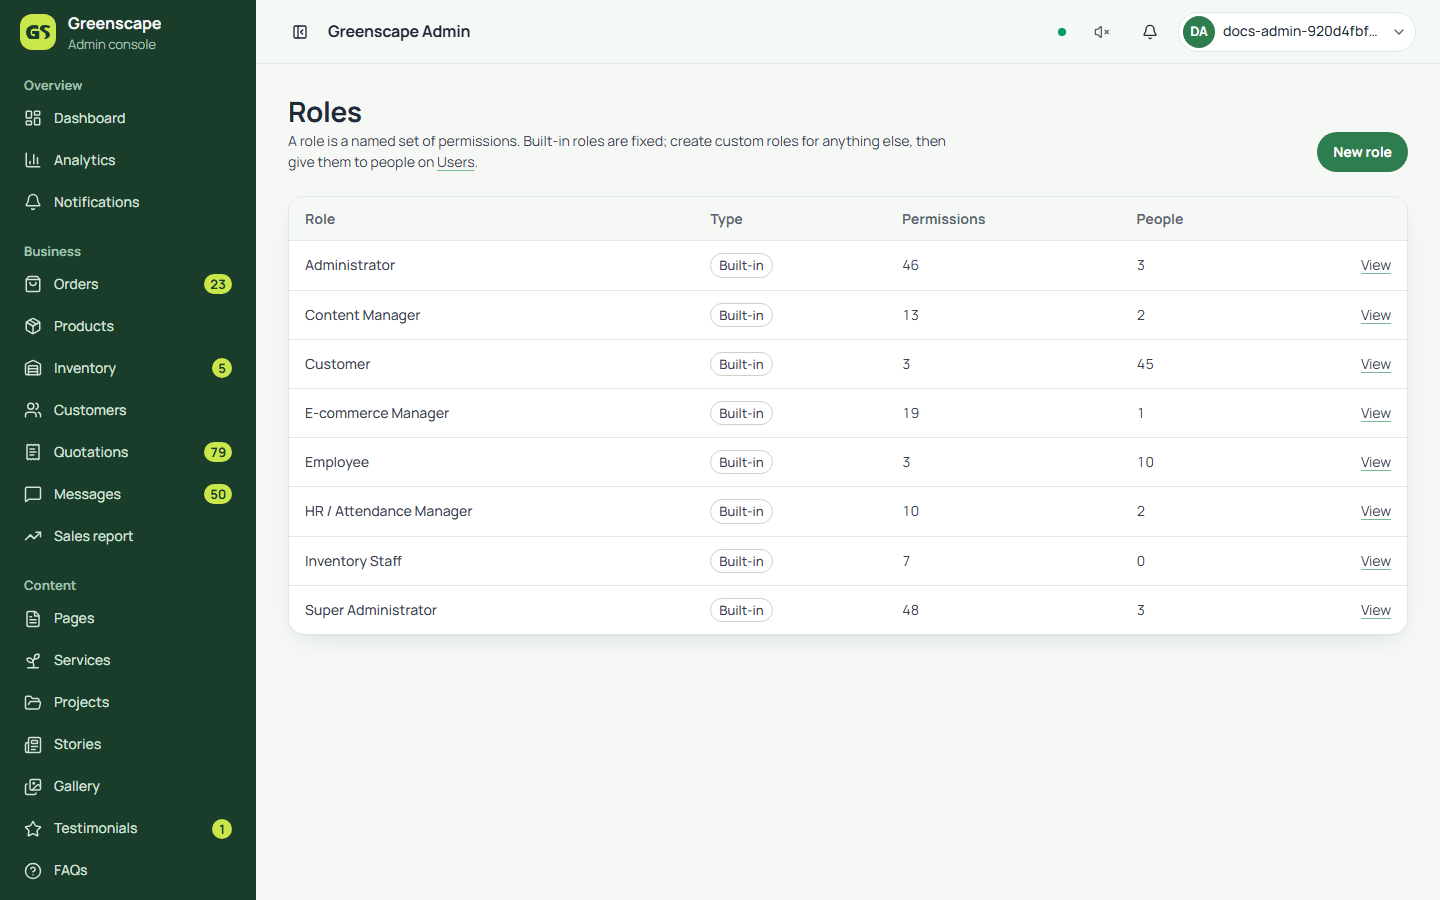 GS
Greenscape
Admin console
Overview
Dashboard
Analytics
Notifications
Business
Orders 23
Products
Inventory 5
Customers
Quotations 79
Messages 50
Sales report
Content
Pages
Services
Projects
Stories
Gallery
Testimonials 1
FAQs
Greenscape Admin
DA docs-admin-920d4fbf...
Roles
A role is a named set of permissions. Built-in roles are fixed; create custom roles for anything else, then
give them to people on Users.
New role
Role Type Permissions People
Administrator Built-in 46 3 View
Content Manager Built-in 13 2 View
Customer Built-in 3 45 View
E-commerce Manager Built-in 19 1 View
Employee Built-in 3 10 View
HR / Attendance Manager Built-in 10 2 View
Inventory Staff Built-in 7 0 View
Super Administrator Built-in 48 3 View